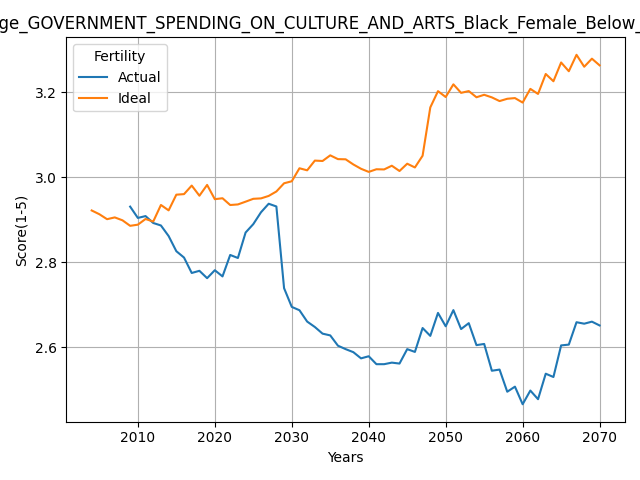 ge_GOVERNMENT_SPENDING_ON_CULTURE_AND_ARTS_Black_Female_Below_
Fertility
Actual
Ideal
Score(1-5)
3.2
3.0
2.8
2.6
2010 2020 2030 2040 2050 2060 2070
Years